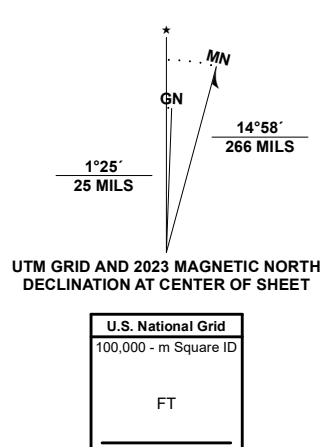 ★
MN
GN
14°58´
266 MILS
1°25´
25 MILS
UTM GRID AND 2023 MAGNETIC NORTH
DECLINATION AT CENTER OF SHEET
U.S. National Grid
100,000 - m Square ID
FT